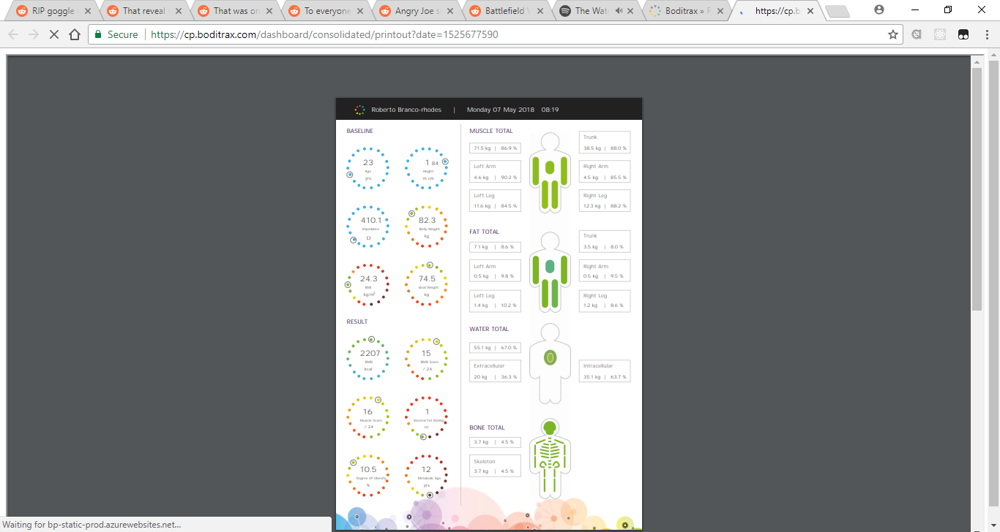 RIP goggle
That reveal
That was on
To everyone
Angry Joe s
Battlefield V
The Wat
Boditrax » P
https://cp.b
Secure
https://cp.boditrax.com/dashboard/consolidated/printout?date=1525677590
Roberto Branco-rhodes | Monday 07 May 2018 08:19
BASELINE
23
Age
yrs
1 84
Height
m cm
410.1
Impedance
Ω
82.3
Body Weight
kg
24.3
BMI
kg/m²
74.5
Ideal Weight
kg
RESULT
2207
BMR
kcal
15
BMR Score
/ 24
16
Muscle Score
/ 24
1
Visceral Fat Rating
cc
10.5
Degree Of Obesity
%
12
Metabolic Age
yrs
MUSCLE TOTAL
71.5 kg | 86.9 %
Trunk
38.5 kg | 88.0 %
Left Arm
4.6 kg | 90.2 %
Right Arm
4.5 kg | 85.5 %
Left Leg
11.6 kg | 84.5 %
Right Leg
12.3 kg | 88.2 %
FAT TOTAL
7.1 kg | 8.6 %
Trunk
3.5 kg | 8.0 %
Left Arm
0.5 kg | 9.8 %
Right Arm
0.5 kg | 9.5 %
Left Leg
1.4 kg | 10.2 %
Right Leg
1.2 kg | 8.6 %
WATER TOTAL
55.1 kg | 67.0 %
Extracellular
20 kg | 36.3 %
Intracellular
35.1 kg | 63.7 %
BONE TOTAL
3.7 kg | 4.5 %
Skeleton
3.7 kg | 4.5 %
Waiting for bp-static-prod.azurewebsites.net...